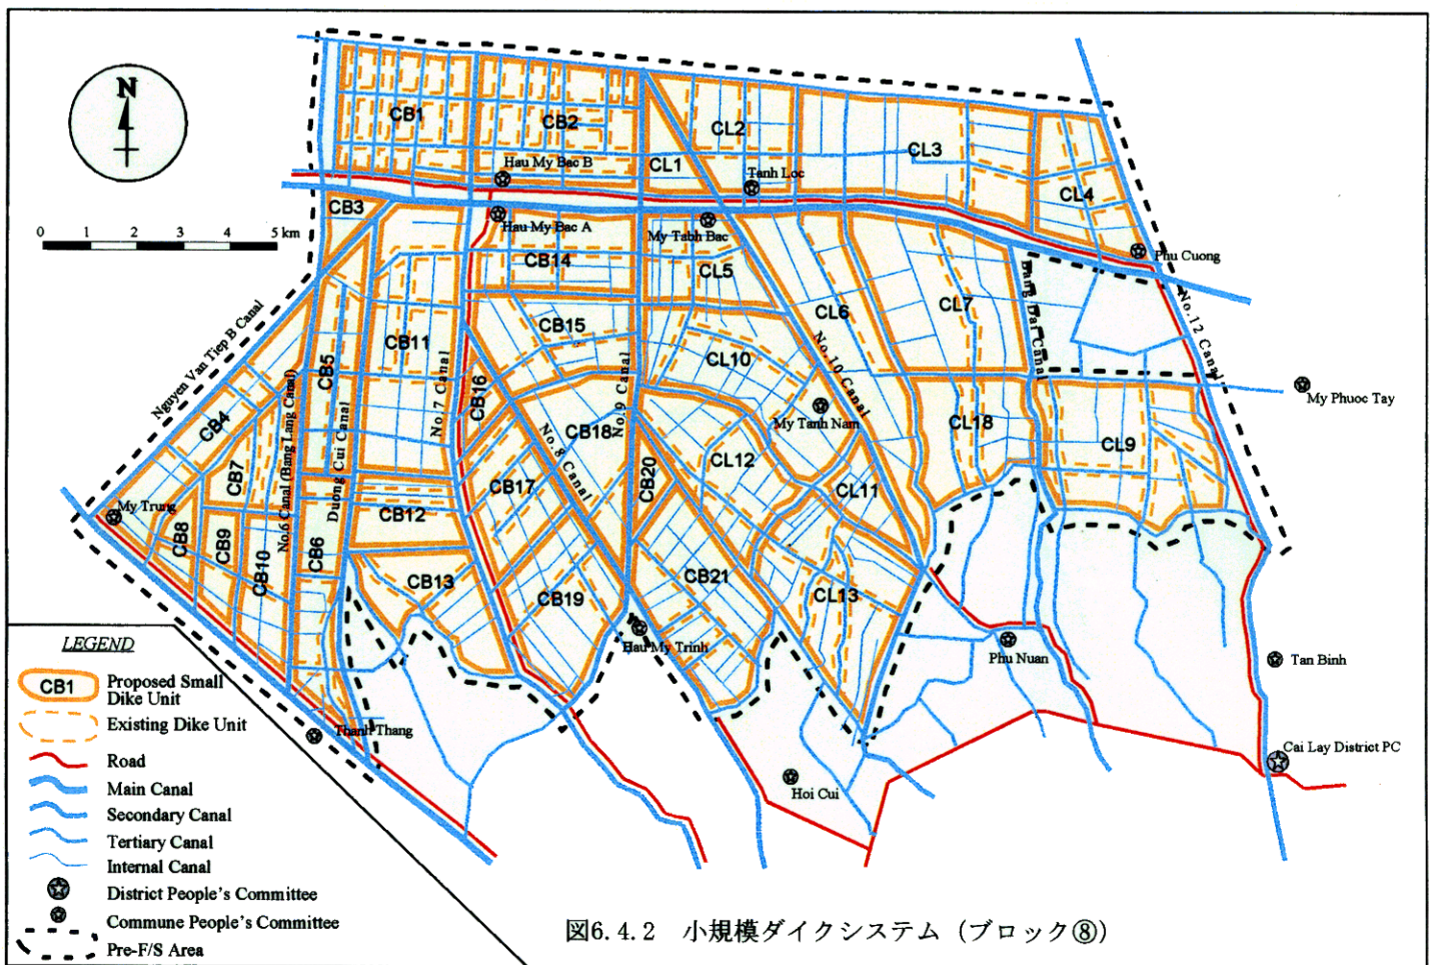 N
0 1 2 3 4 5 km
CB1
CB2
CL1
CL2
CL3
CL4
Hau My Bac B
Tanh Loc
CB3
Hau My Bac A
My Tabh Bac
Phu Cuong
CB14
CL5
CL6
CL7
Bang Dai Canal
No.12 Canal
Nguyen Van Tiep B Canal
CB5
CB11
CB15
CL10
No.10 Canal
No.7 Canal
CB16
No.9 Canal
My Phuoc Tay
CB4
No.6 Canal (Bang Lang Canal)
Duong Cui Canal
CB18
My Tanh Nam
CL18
CL9
No.8 Canal
CB7
CB17
CB20
CL12
CL11
My Trung
CB8
CB9
CB10
CB6
CB12
CB13
CB19
CB21
CL13
Hau My Trinh
Phu Nuan
Tan Binh
Thanh Thang
Hoi Cui
Cai Lay District PC
LEGEND
CB1 Proposed Small
Dike Unit
Existing Dike Unit
Road
Main Canal
Secondary Canal
Tertiary Canal
Internal Canal
District People's Committee
Commune People's Committee
Pre-F/S Area
図6.4.2 小規模ダイクシステム（ブロック⑧）